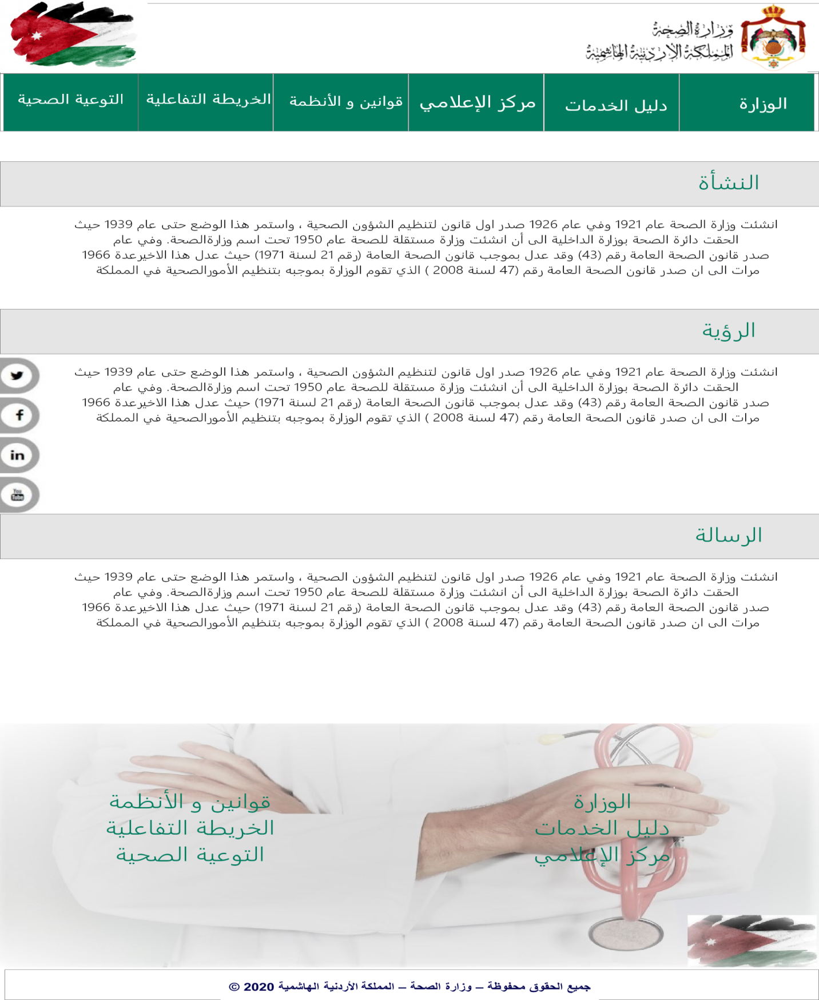 وزارة الصحة
المملكة الأردنية الهاشمية
الوزارة
دليل الخدمات
مركز الإعلامي
قوانين و الأنظمة
الخريطة التفاعلية
التوعية الصحية
النشأة
انشئت وزارة الصحة عام 1921 وفي عام 1926 صدر اول قانون لتنظيم الشؤون الصحية ، واستمر هذا الوضع حتى عام 1939 حيث
الحقت دائرة الصحة بوزارة الداخلية الى أن انشئت وزارة مستقلة للصحة عام 1950 تحت اسم وزارةالصحة. وفي عام
صدر قانون الصحة العامة رقم (43) وقد عدل بموجب قانون الصحة العامة (رقم 21 لسنة 1971) حيث عدل هذا الاخيرعدة 1966
مرات الى ان صدر قانون الصحة العامة رقم (47 لسنة 2008 ) الذي تقوم الوزارة بموجبه بتنظيم الأمورالصحية في المملكة
الرؤية
انشئت وزارة الصحة عام 1921 وفي عام 1926 صدر اول قانون لتنظيم الشؤون الصحية ، واستمر هذا الوضع حتى عام 1939 حيث
الحقت دائرة الصحة بوزارة الداخلية الى أن انشئت وزارة مستقلة للصحة عام 1950 تحت اسم وزارةالصحة. وفي عام
صدر قانون الصحة العامة رقم (43) وقد عدل بموجب قانون الصحة العامة (رقم 21 لسنة 1971) حيث عدل هذا الاخيرعدة 1966
مرات الى ان صدر قانون الصحة العامة رقم (47 لسنة 2008 ) الذي تقوم الوزارة بموجبه بتنظيم الأمورالصحية في المملكة
f
in
You Tube
الرسالة
انشئت وزارة الصحة عام 1921 وفي عام 1926 صدر اول قانون لتنظيم الشؤون الصحية ، واستمر هذا الوضع حتى عام 1939 حيث
الحقت دائرة الصحة بوزارة الداخلية الى أن انشئت وزارة مستقلة للصحة عام 1950 تحت اسم وزارةالصحة. وفي عام
صدر قانون الصحة العامة رقم (43) وقد عدل بموجب قانون الصحة العامة (رقم 21 لسنة 1971) حيث عدل هذا الاخيرعدة 1966
مرات الى ان صدر قانون الصحة العامة رقم (47 لسنة 2008 ) الذي تقوم الوزارة بموجبه بتنظيم الأمورالصحية في المملكة
الوزارة
دليل الخدمات
مركز الإعلامي
قوانين و الأنظمة
الخريطة التفاعلية
التوعية الصحية
جميع الحقوق محفوظة – وزارة الصحة – المملكة الأردنية الهاشمية 2020 ©